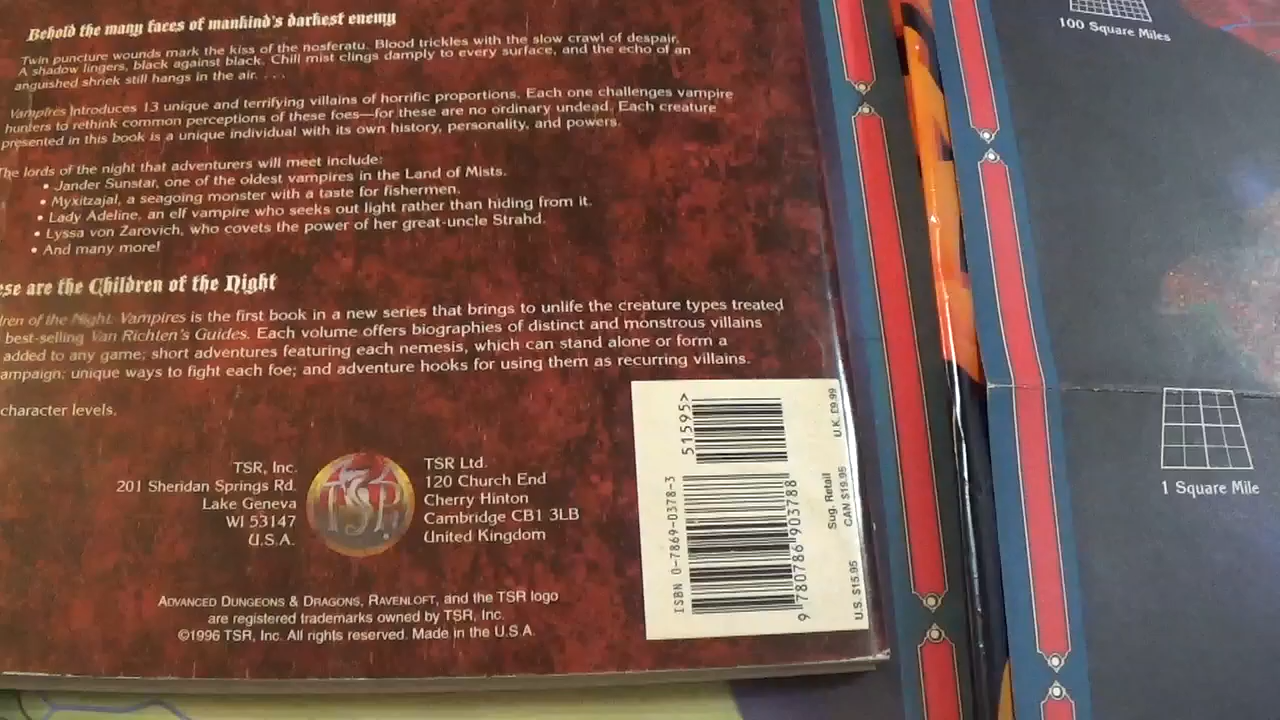 Behold the many faces of mankind's darkest enemy
Twin puncture wounds mark the kiss of the nosferatu. Blood trickles with the slow crawl of despair.
A shadow lingers, black against black. Chill mist clings damply to every surface, and the echo of an
anguished shriek still hangs in the air. . . .
Vampires introduces 13 unique and terrifying villains of horrific proportions. Each one challenges vampire
hunters to rethink common perceptions of these foes—for these are no ordinary undead. Each creature
presented in this book is a unique individual with its own history, personality, and powers.
The lords of the night that adventurers will meet include:
• Jander Sunstar, one of the oldest vampires in the Land of Mists.
• Myxitzajal, a seagoing monster with a taste for fishermen.
• Lady Adeline, an elf vampire who seeks out light rather than hiding from it.
• Lyssa von Zarovich, who covets the power of her great-uncle Strahd.
• And many more!
ese are the Children of the Night
ren of the Night: Vampires is the first book in a new series that brings to unlife the creature types treated
best-selling Van Richten's Guides. Each volume offers biographies of distinct and monstrous villains
added to any game; short adventures featuring each nemesis, which can stand alone or form a
ampaign; unique ways to fight each foe; and adventure hooks for using them as recurring villains.
character levels.
TSR, Inc.
201 Sheridan Springs Rd.
Lake Geneva
WI 53147
U.S.A.
TSR
TSR Ltd.
120 Church End
Cherry Hinton
Cambridge CB1 3LB
United Kingdom
ADVANCED DUNGEONS & DRAGONS, RAVENLOFT, and the TSR logo
are registered trademarks owned by TSR, Inc.
©1996 TSR, Inc. All rights reserved. Made in the U.S.A.
51595>
ISBN 0-7869-0378-3
9 780786 903788
Sug. Retail
U.S. $15.95
CAN $19.95
U.K. £9.99
100 Square Miles
1 Square Mile